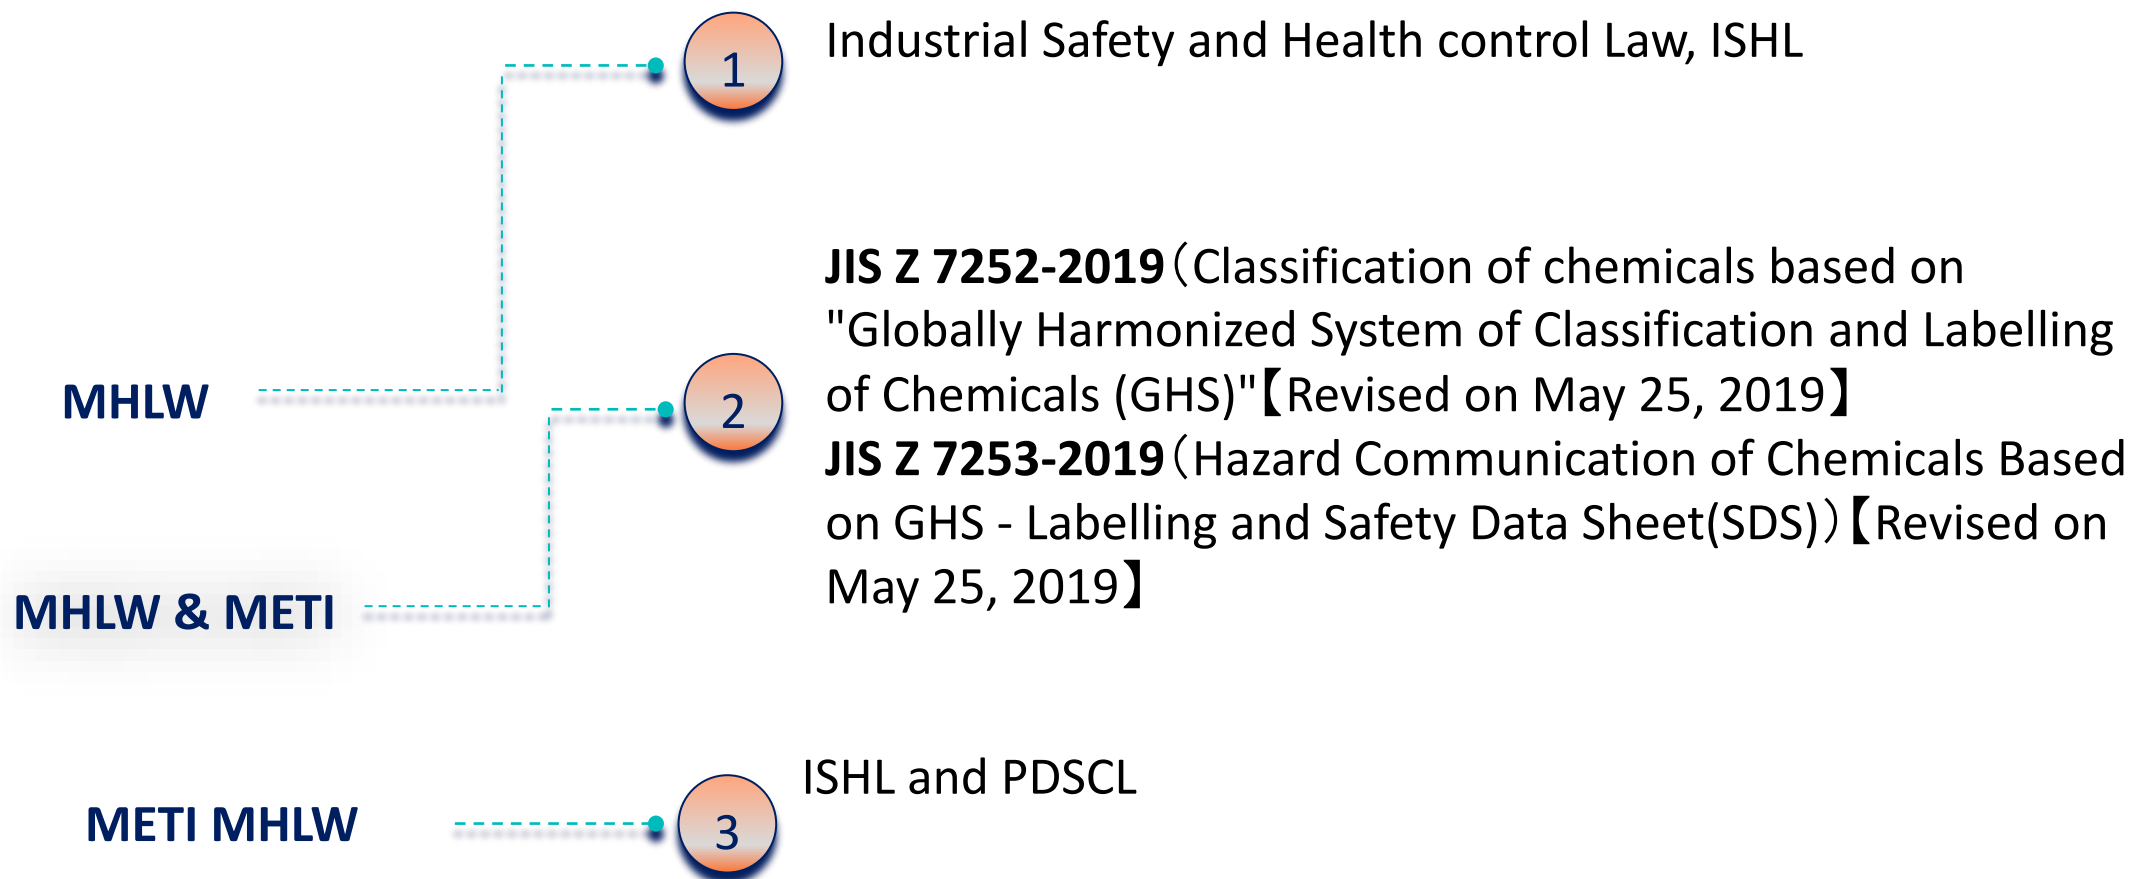 1
Industrial Safety and Health control Law, ISHL
MHLW
2
JIS Z 7252-2019（Classification of chemicals based on
"Globally Harmonized System of Classification and Labelling
of Chemicals (GHS)"【Revised on May 25, 2019】
JIS Z 7253-2019（Hazard Communication of Chemicals Based
on GHS - Labelling and Safety Data Sheet(SDS)）【Revised on
May 25, 2019】
MHLW & METI
METI MHLW
3
ISHL and PDSCL